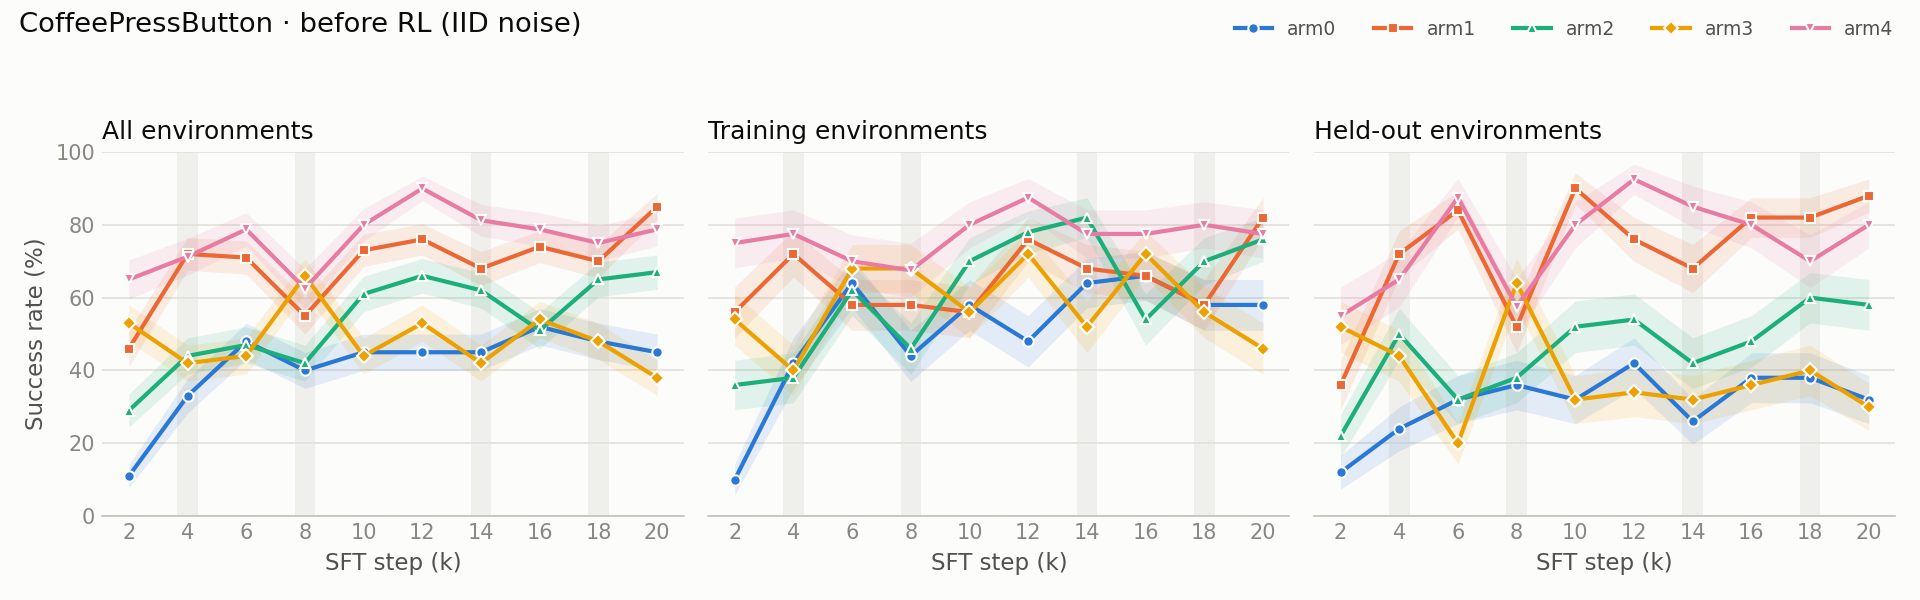 CoffeePressButton · before RL (IID noise)
arm0 arm1 arm2 arm3 arm4
All environments
Training environments
Held-out environments
Success rate (%)
100
80
60
40
20
0
2 4 6 8 10 12 14 16 18 20
2 4 6 8 10 12 14 16 18 20
2 4 6 8 10 12 14 16 18 20
SFT step (k)
SFT step (k)
SFT step (k)